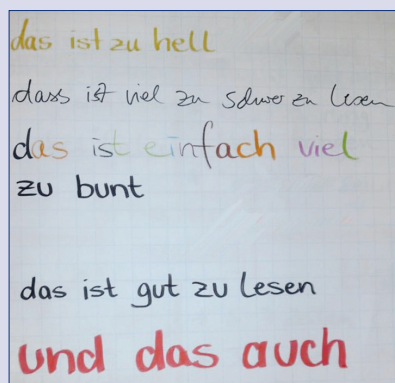 das ist zu hell
dass ist viel zu schwer zu lesen
das ist einfach viel
zu bunt
das ist gut zu lesen
und das auch